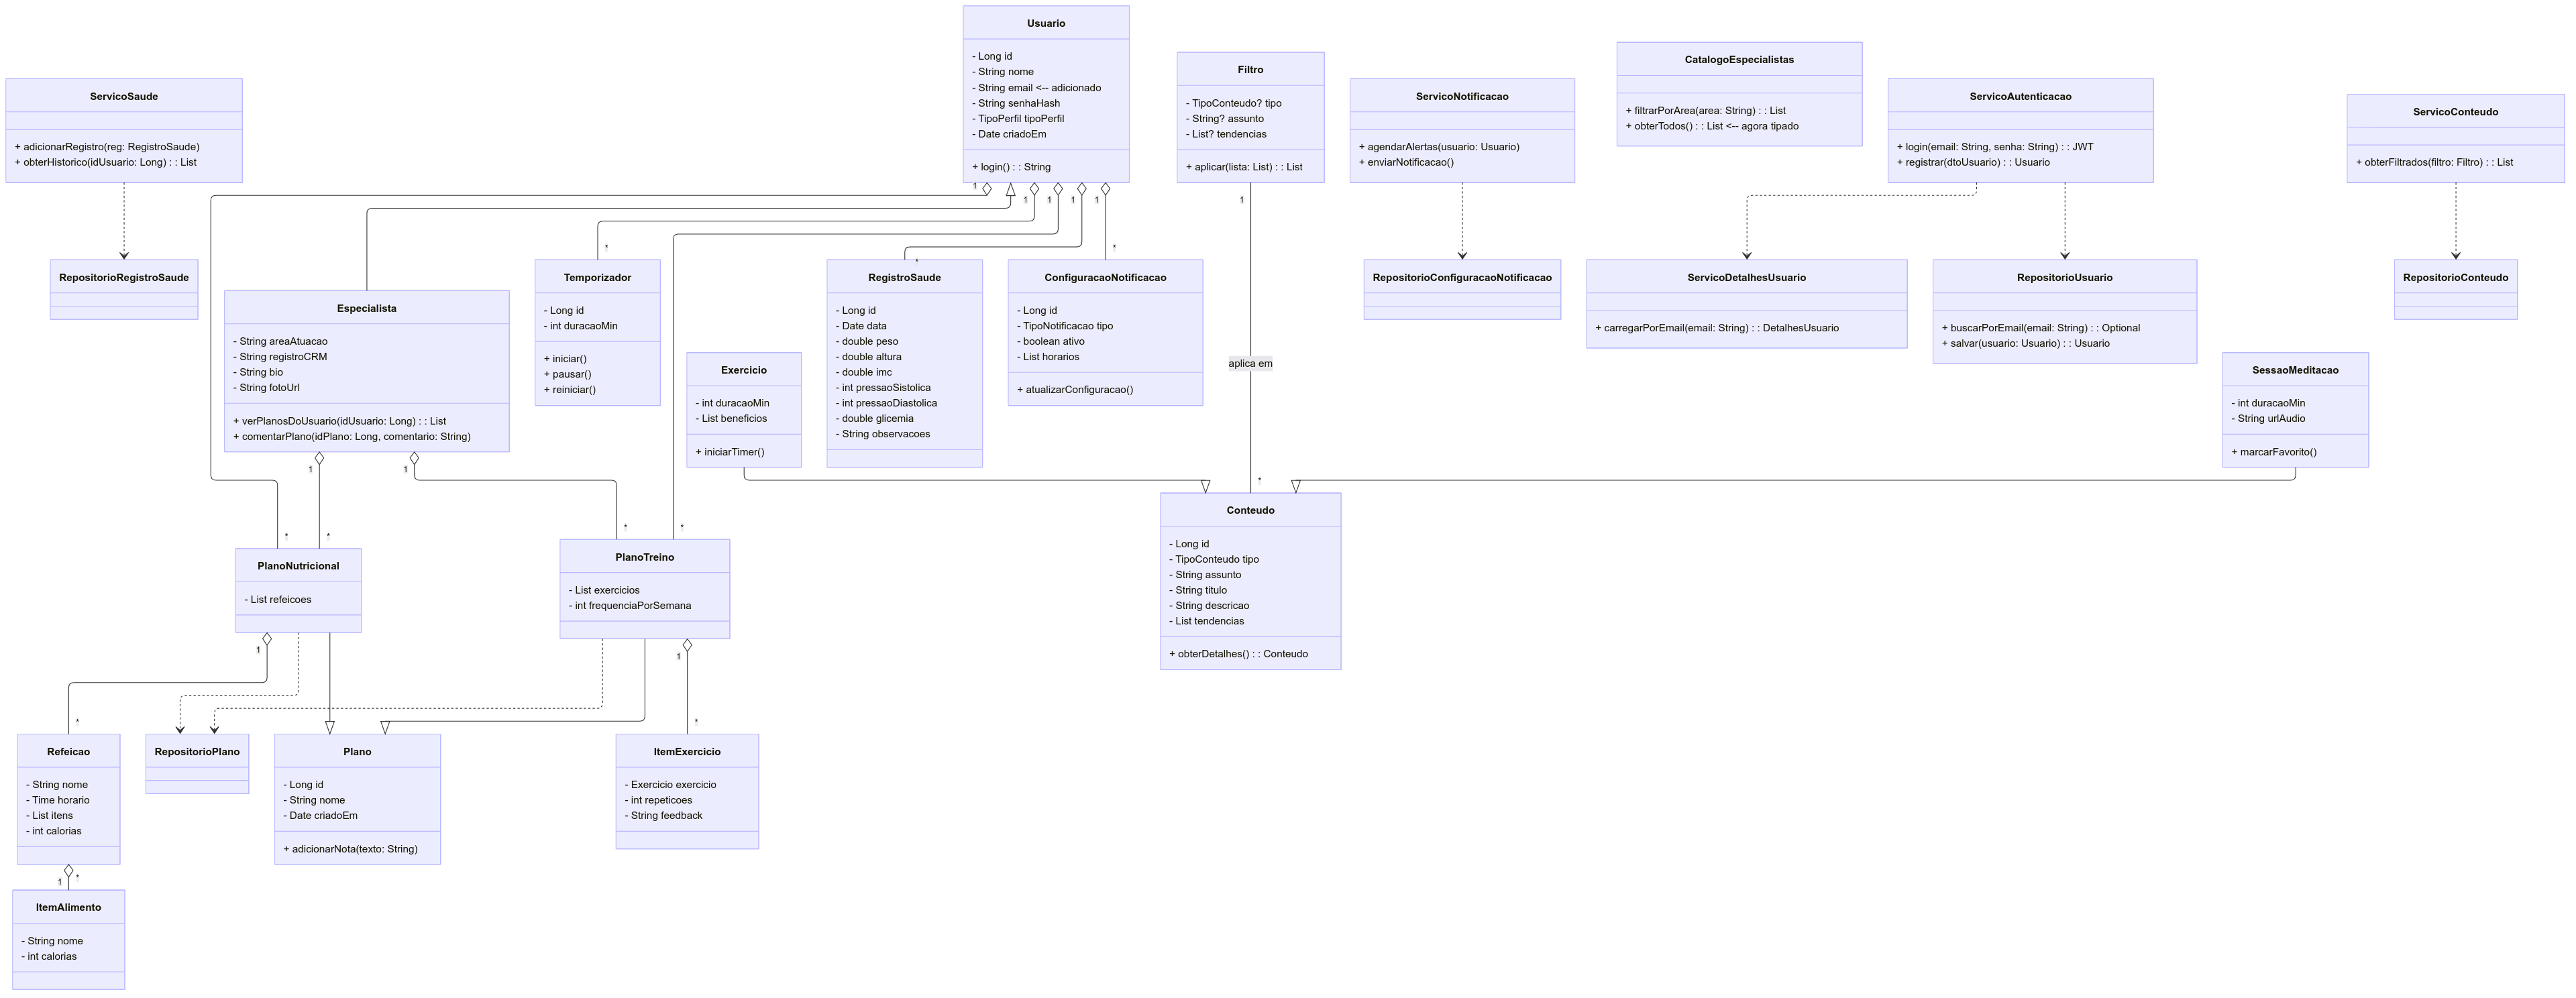 Usuario
- Long id
- String nome
- String email <-- adicionado
- String senhaHash
- TipoPerfil tipoPerfil
- Date criadoEm
+ login() : : String
Filtro
- TipoConteudo? tipo
- String? assunto
- List? tendencias
+ aplicar(lista: List) : : List
CatalogoEspecialistas
+ filtrarPorArea(area: String) : : List
+ obterTodos() : : List <-- agora tipado
ServicoSaude
+ adicionarRegistro(reg: RegistroSaude)
+ obterHistorico(idUsuario: Long) : : List
ServicoNotificacao
+ agendarAlertas(usuario: Usuario)
+ enviarNotificacao()
ServicoAutenticacao
+ login(email: String, senha: String) : : JWT
+ registrar(dtoUsuario) : : Usuario
ServicoConteudo
+ obterFiltrados(filtro: Filtro) : : List
1
1
1
1
1
1
*
*
*
RepositorioRegistroSaude
Especialista
- String areaAtuacao
- String registroCRM
- String bio
- String fotoUrl
+ verPlanosDoUsuario(idUsuario: Long) : : List
+ comentarPlano(idPlano: Long, comentario: String)
Temporizador
- Long id
- int duracaoMin
+ iniciar()
+ pausar()
+ reiniciar()
Exercicio
- int duracaoMin
- List beneficios
+ iniciarTimer()
RegistroSaude
- Long id
- Date data
- double peso
- double altura
- double imc
- int pressaoSistolica
- int pressaoDiastolica
- double glicemia
- String observacoes
ConfiguracaoNotificacao
- Long id
- TipoNotificacao tipo
- boolean ativo
- List horarios
+ atualizarConfiguracao()
aplica em
RepositorioConfiguracaoNotificacao
ServicoDetalhesUsuario
+ carregarPorEmail(email: String) : : DetalhesUsuario
RepositorioUsuario
+ buscarPorEmail(email: String) : : Optional
+ salvar(usuario: Usuario) : : Usuario
RepositorioConteudo
SessaoMeditacao
- int duracaoMin
- String urlAudio
+ marcarFavorito()
1
1
*
*
*
*
*
PlanoNutricional
- List refeicoes
PlanoTreino
- List exercicios
- int frequenciaPorSemana
Conteudo
- Long id
- TipoConteudo tipo
- String assunto
- String titulo
- String descricao
- List tendencias
+ obterDetalhes() : : Conteudo
1
1
*
*
Refeicao
- String nome
- Time horario
- List itens
- int calorias
RepositorioPlano
Plano
- Long id
- String nome
- Date criadoEm
+ adicionarNota(texto: String)
ItemExercicio
- Exercicio exercicio
- int repeticoes
- String feedback
1
*
ItemAlimento
- String nome
- int calorias